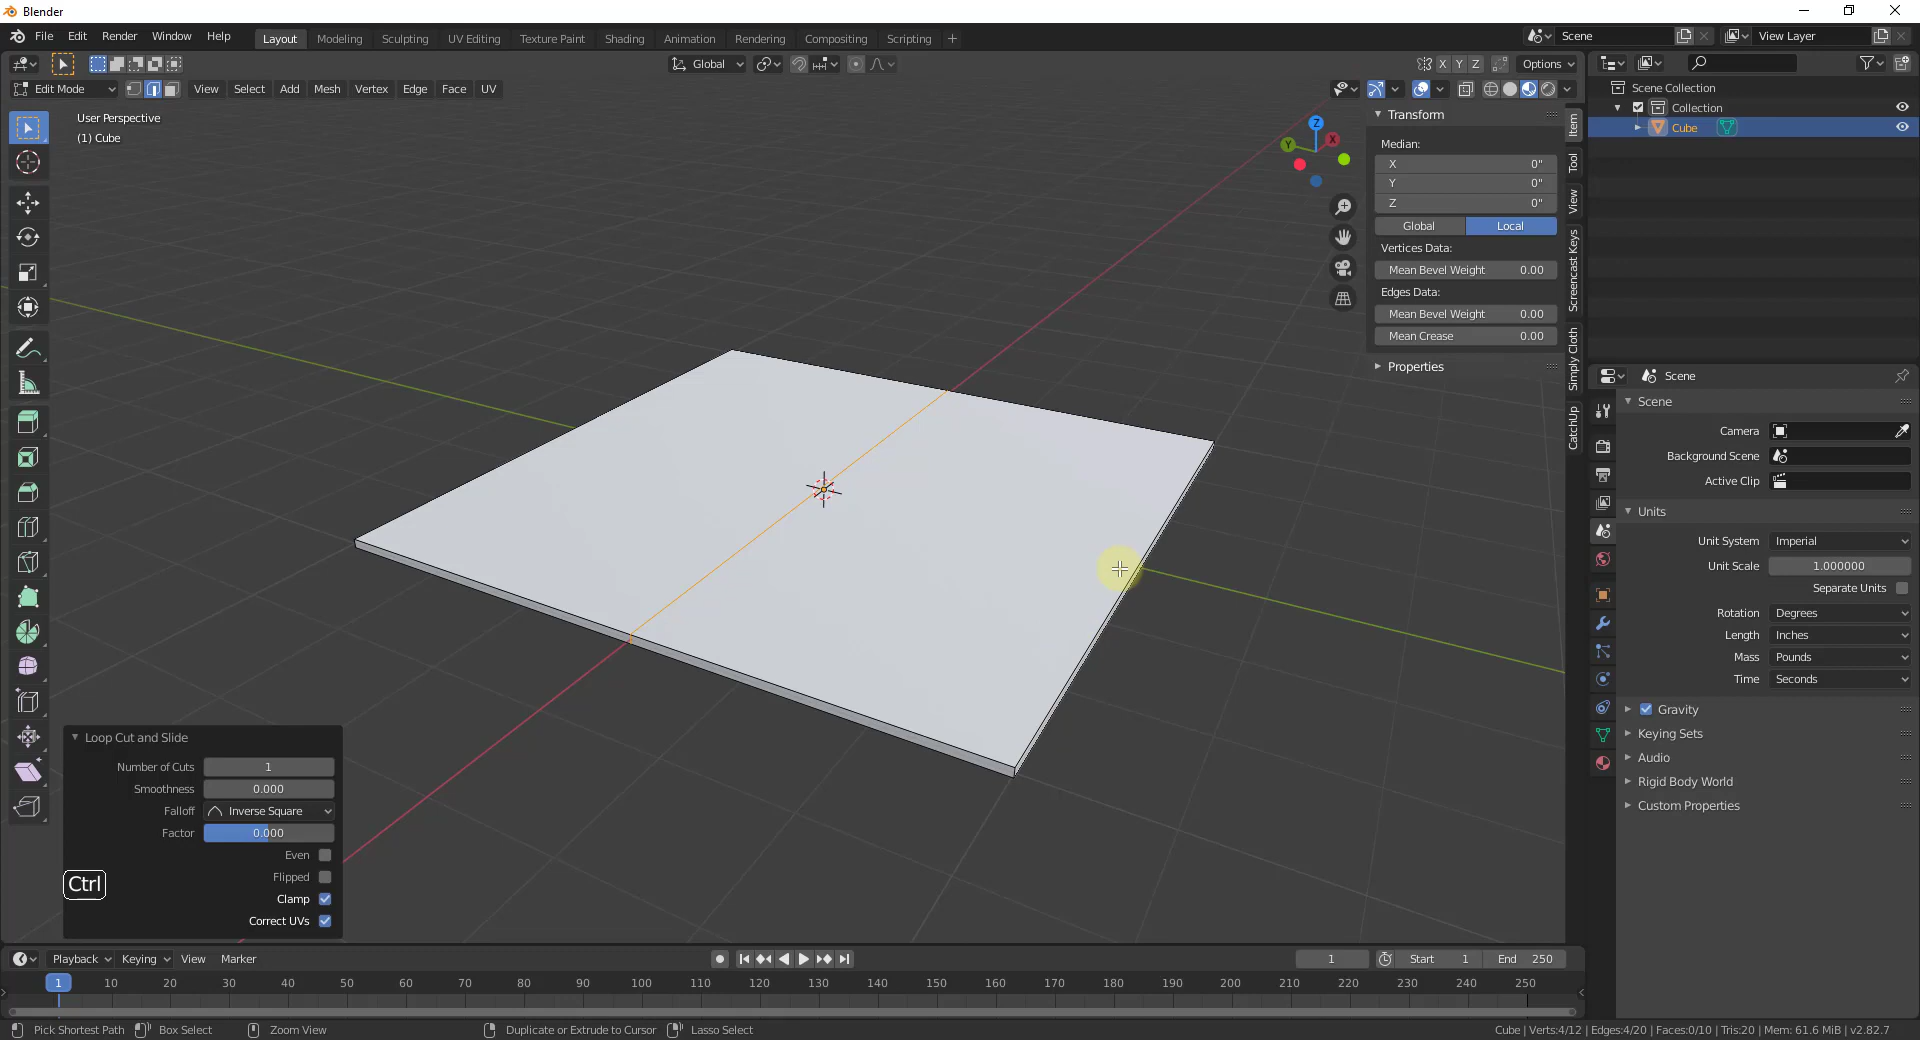 Blender
File Edit Render Window Help
Layout Modeling Sculpting UV Editing Texture Paint Shading Animation Rendering Compositing Scripting +
Scene
View Layer
Global
X Y Z
Options
Edit Mode
View Select Add Mesh Vertex Edge Face UV
User Perspective
(1) Cube
Z
X
Y
Transform
Median:
X 0"
Y 0"
Z 0"
Global Local
Vertices Data:
Mean Bevel Weight 0.00
Edges Data:
Mean Bevel Weight 0.00
Mean Crease 0.00
Properties
Item
Tool
View
Screencast Keys
Simply Cloth
CatchUp
Scene Collection
Collection
Cube
Scene
Scene
Camera
Background Scene
Active Clip
Units
Unit System Imperial
Unit Scale 1.000000
Separate Units
Rotation Degrees
Length Inches
Mass Pounds
Time Seconds
Gravity
Keying Sets
Audio
Rigid Body World
Custom Properties
Loop Cut and Slide
Number of Cuts 1
Smoothness 0.000
Falloff Inverse Square
Factor 0.000
Even
Flipped
Clamp
Correct UVs
Ctrl
Playback Keying View Marker
1
Start 1
End 250
1 10 20 30 40 50 60 70 80 90 100 110 120 130 140 150 160 170 180 190 200 210 220 230 240 250
Pick Shortest Path Box Select Zoom View Duplicate or Extrude to Cursor Lasso Select
Cube | Verts:4/12 | Edges:4/20 | Faces:0/10 | Tris:20 | Mem: 61.6 MiB | v2.82.7